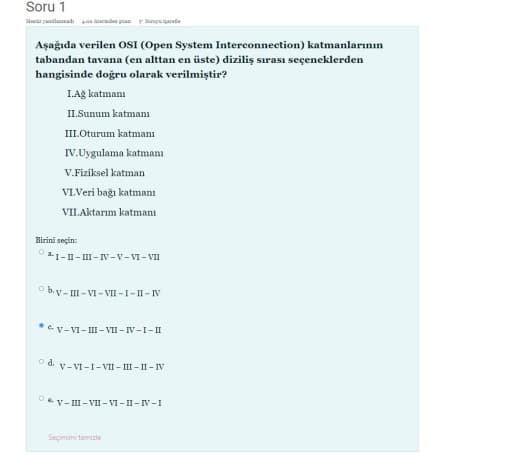 Soru 1
Henüz yanıtlanmadı 4,00 üzerinden puan Soruyu işaretle
Aşağıda verilen OSI (Open System Interconnection) katmanlarının
tabandan tavana (en alttan en üste) diziliş sırası seçeneklerden
hangisinde doğru olarak verilmiştir?
I.Ağ katmanı
II.Sunum katmanı
III.Oturum katmanı
IV.Uygulama katmanı
V.Fiziksel katman
VI.Veri bağı katmanı
VII.Aktarım katmanı
Birini seçin:
a. I – II – III – IV – V – VI – VII
b. V – III – VI – VII – I – II – IV
c. V – VI – III – VII – IV – I – II
d. V – VI – I – VII – III – II – IV
e. V – III – VII – VI – II – IV – I
Seçimimi temizle